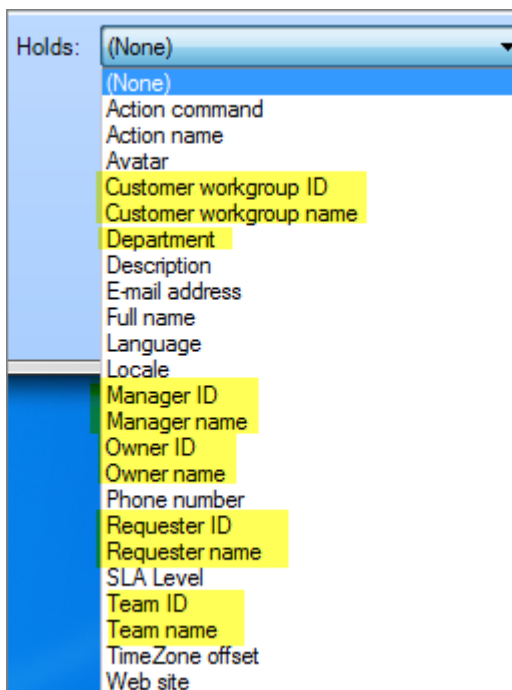 Holds: (None)
(None)
Action command
Action name
Avatar
Customer workgroup ID
Customer workgroup name
Department
Description
E-mail address
Full name
Language
Locale
Manager ID
Manager name
Owner ID
Owner name
Phone number
Requester ID
Requester name
SLA Level
Team ID
Team name
TimeZone offset
Web site